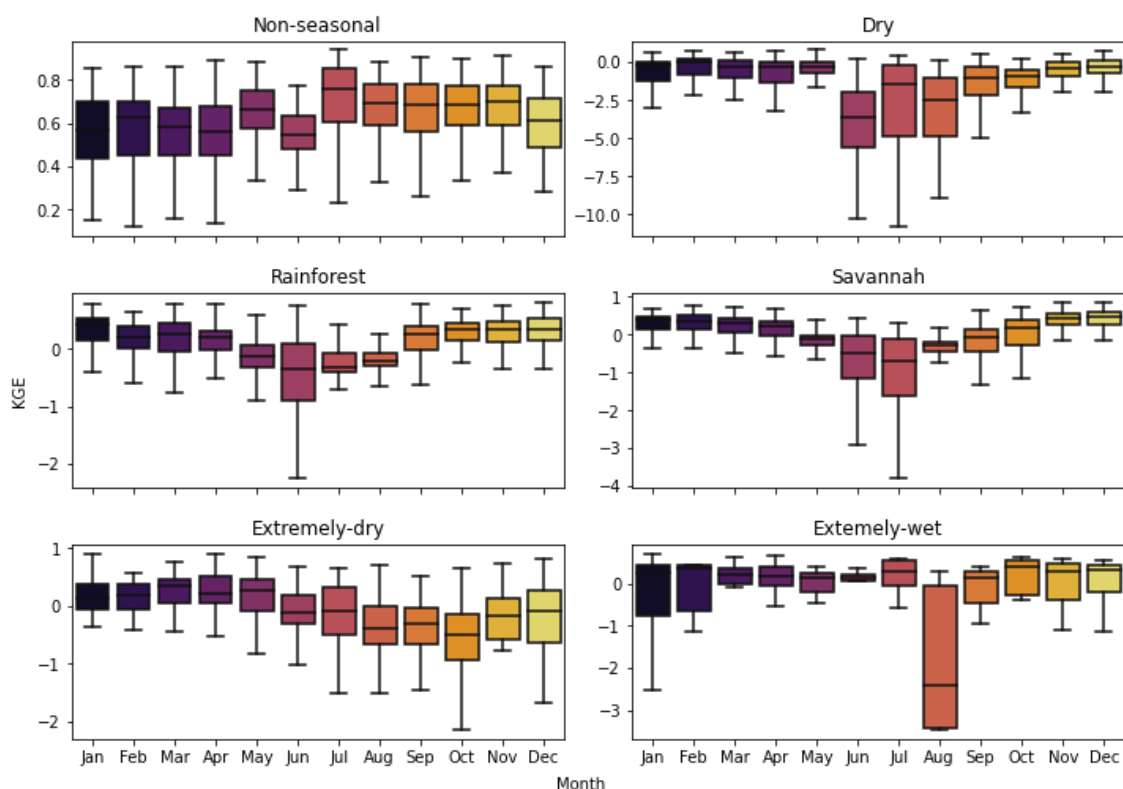 Non-seasonal
Dry
0.8
0.6
0.4
0.2
0.0
−2.5
−5.0
−7.5
−10.0
Rainforest
Savannah
0
−1
−2
1
0
−1
−2
−3
−4
KGE
Extremely-dry
Extemely-wet
1
0
−1
−2
0
−1
−2
−3
Jan Feb Mar Apr May Jun Jul Aug Sep Oct Nov Dec
Jan Feb Mar Apr May Jun Jul Aug Sep Oct Nov Dec
Month